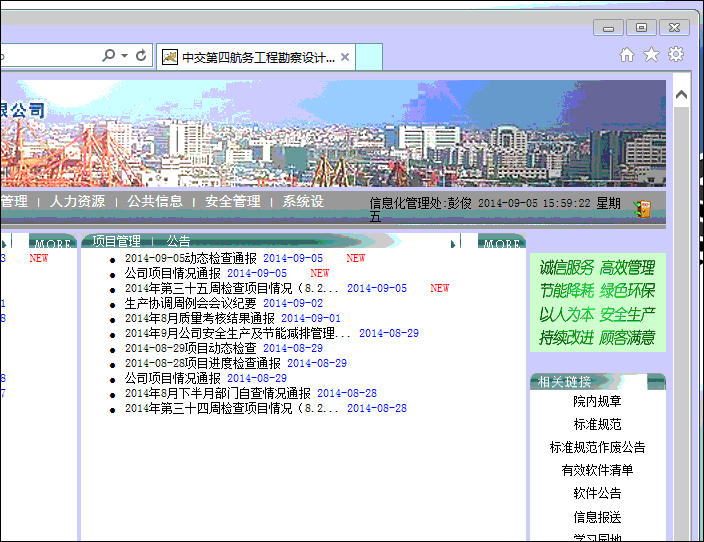 中交第四航务工程勘察设计...
限公司
管理 | 人力资源 | 公共信息 | 安全管理 | 系统设
信息化管理处:彭俊 2014-09-05 15:59:22 星期
五
MORE
项目管理 | 公告
MORE
3 NEW
2014-09-05动态检查通报 2014-09-05 NEW
公司项目情况通报 2014-09-05 NEW
2014年第三十五周检查项目情况（8.2... 2014-09-05 NEW
1
生产协调周例会会议纪要 2014-09-02
8
2014年8月质量考核结果通报 2014-09-01
2014年9月公司安全生产及节能减排管理... 2014-08-29
2014-08-29项目动态检查 2014-08-29
2014-08-28项目进度检查通报 2014-08-29
8
公司项目情况通报 2014-08-29
7
2014年8月下半月部门自查情况通报 2014-08-28
2014年第三十四周检查项目情况（8.2... 2014-08-28
诚信服务 高效管理
节能降耗 绿色环保
以人为本 安全生产
持续改进 顾客满意
相关链接
院内规章
标准规范
标准规范作废公告
有效软件清单
软件公告
信息报送
学习园地